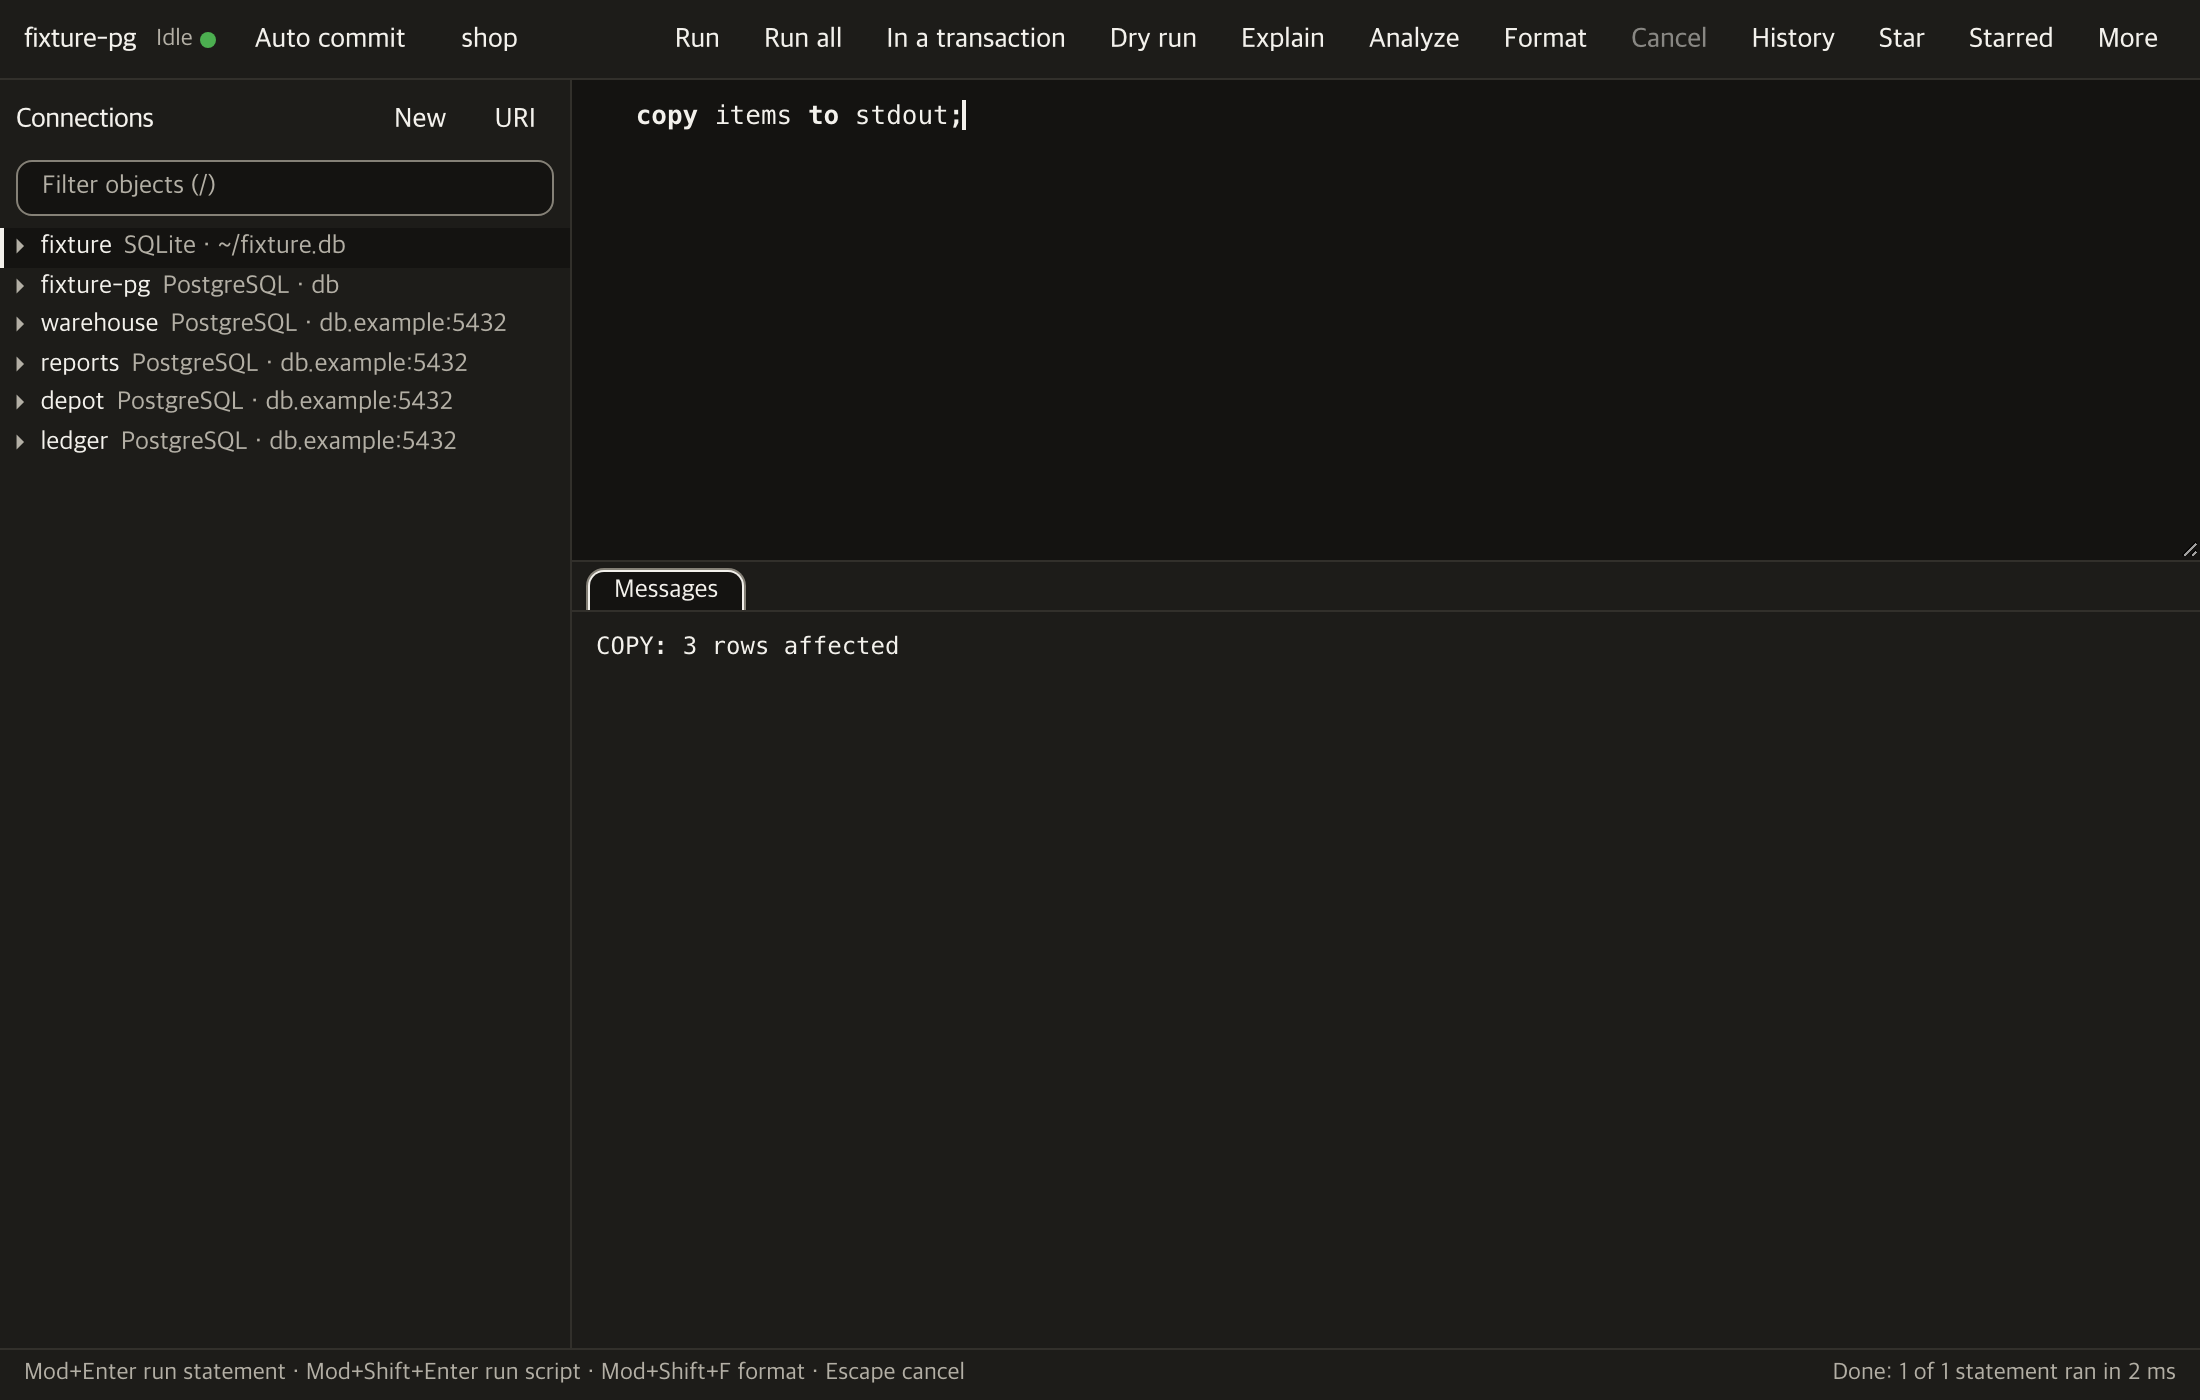 fixture-pg Idle Auto commit shop Run Run all In a transaction Dry run Explain Analyze Format Cancel History Star Starred More
Connections New URI
Filter objects (/)
fixture SQLite · ~/fixture.db
fixture-pg PostgreSQL · db
warehouse PostgreSQL · db.example:5432
reports PostgreSQL · db.example:5432
depot PostgreSQL · db.example:5432
ledger PostgreSQL · db.example:5432
copy items to stdout;
Messages
COPY: 3 rows affected
Mod+Enter run statement · Mod+Shift+Enter run script · Mod+Shift+F format · Escape cancel
Done: 1 of 1 statement ran in 2 ms